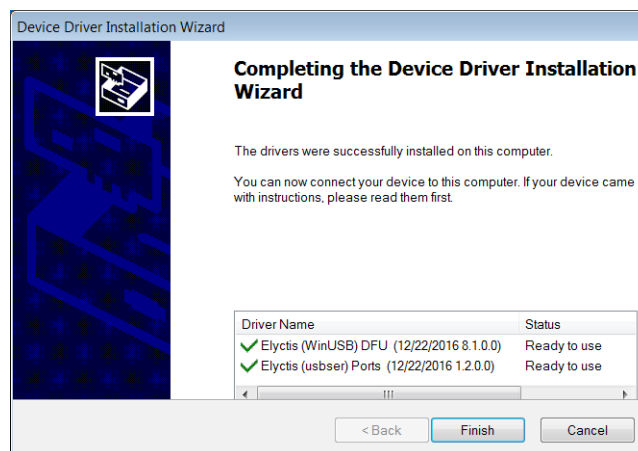 Device Driver Installation Wizard
Completing the Device Driver Installation
Wizard
The drivers were successfully installed on this computer.
You can now connect your device to this computer. If your device came
with instructions, please read them first.
Driver Name Status
Elyctis (WinUSB) DFU (12/22/2016 8.1.0.0) Ready to use
Elyctis (usbser) Ports (12/22/2016 1.2.0.0) Ready to use
< Back Finish Cancel